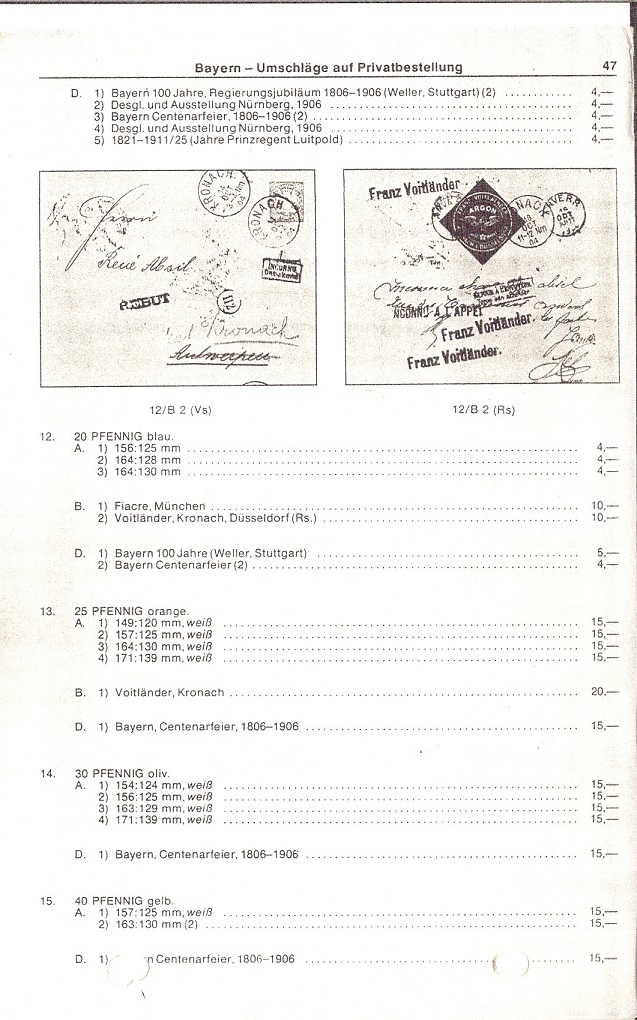 Bayern – Umschläge auf Privatbestellung 47
D. 1) Bayern 100 Jahre, Regierungsjubiläum 1806–1906 (Weller, Stuttgart) (2) ............ 4,—
2) Desgl. und Ausstellung Nürnberg, 1906 ............ 4,—
3) Bayern Centenarfeier, 1806–1906 (2) ............ 4,—
4) Desgl. und Ausstellung Nürnberg, 1906 ............ 4,—
5) 1821–1911/25 (Jahre Prinzregent Luitpold) ............ 4,—
KRONACH
KRONACH
Herrn
René Absil
INCONNU
REBUT
Kronach
Antwerpen
Franz Voitländer
ARGON
NACH
INCONNU A L'APPEL
Franz Voitländer.
Franz Voitländer.
12/B 2 (Vs)
12/B 2 (Rs)
12. 20 PFENNIG blau.
A. 1) 156:125 mm ............ 4,—
2) 164:128 mm ............ 4,—
3) 164:130 mm ............ 4,—
B. 1) Fiacre, München ............ 10,—
2) Voitländer, Kronach, Düsseldorf (Rs.) ............ 10,—
D. 1) Bayern 100 Jahre (Weller, Stuttgart) ............ 5,—
2) Bayern Centenarfeier (2) ............ 4,—
13. 25 PFENNIG orange.
A. 1) 149:120 mm, weiß ............ 15,—
2) 157:125 mm, weiß ............ 15,—
3) 164:130 mm, weiß ............ 15,—
4) 171:139 mm, weiß ............ 15,—
B. 1) Voitländer, Kronach ............ 20.—
D. 1) Bayern, Centenarfeier, 1806–1906 ............ 15,—
14. 30 PFENNIG oliv.
A. 1) 154:124 mm, weiß ............ 15,—
2) 156:125 mm, weiß ............ 15,—
3) 163:129 mm, weiß ............ 15,—
4) 171:139 mm, weiß ............ 15,—
D. 1) Bayern, Centenarfeier, 1806–1906 ............ 15,—
15. 40 PFENNIG gelb.
A. 1) 157:125 mm, weiß ............ 15,—
2) 163:130 mm (2) ............ 15,—
D. 1) n Centenarfeier, 1806–1906 ............ 15,—